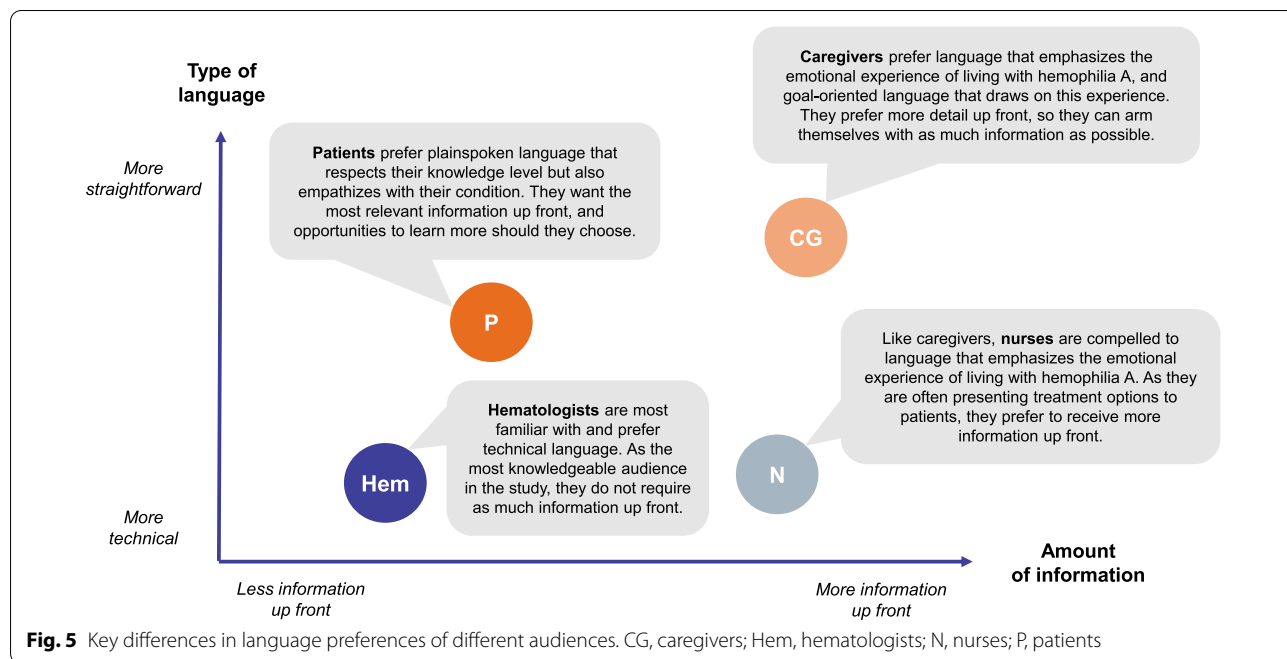 Type of
language
More
straightforward
More
technical
Patients prefer plainspoken language that
respects their knowledge level but also
empathizes with their condition. They want the
most relevant information up front, and
opportunities to learn more should they choose.
P
Caregivers prefer language that emphasizes the
emotional experience of living with hemophilia A, and
goal-oriented language that draws on this experience.
They prefer more detail up front, so they can arm
themselves with as much information as possible.
CG
Hematologists are most
familiar with and prefer
technical language. As the
most knowledgeable audience
in the study, they do not require
as much information up front.
Hem
Like caregivers, nurses are compelled to
language that emphasizes the emotional
experience of living with hemophilia A. As they
are often presenting treatment options to
patients, they prefer to receive more
information up front.
N
Less information
up front
More information
up front
Amount
of information
Fig. 5 Key differences in language preferences of different audiences. CG, caregivers; Hem, hematologists; N, nurses; P, patients